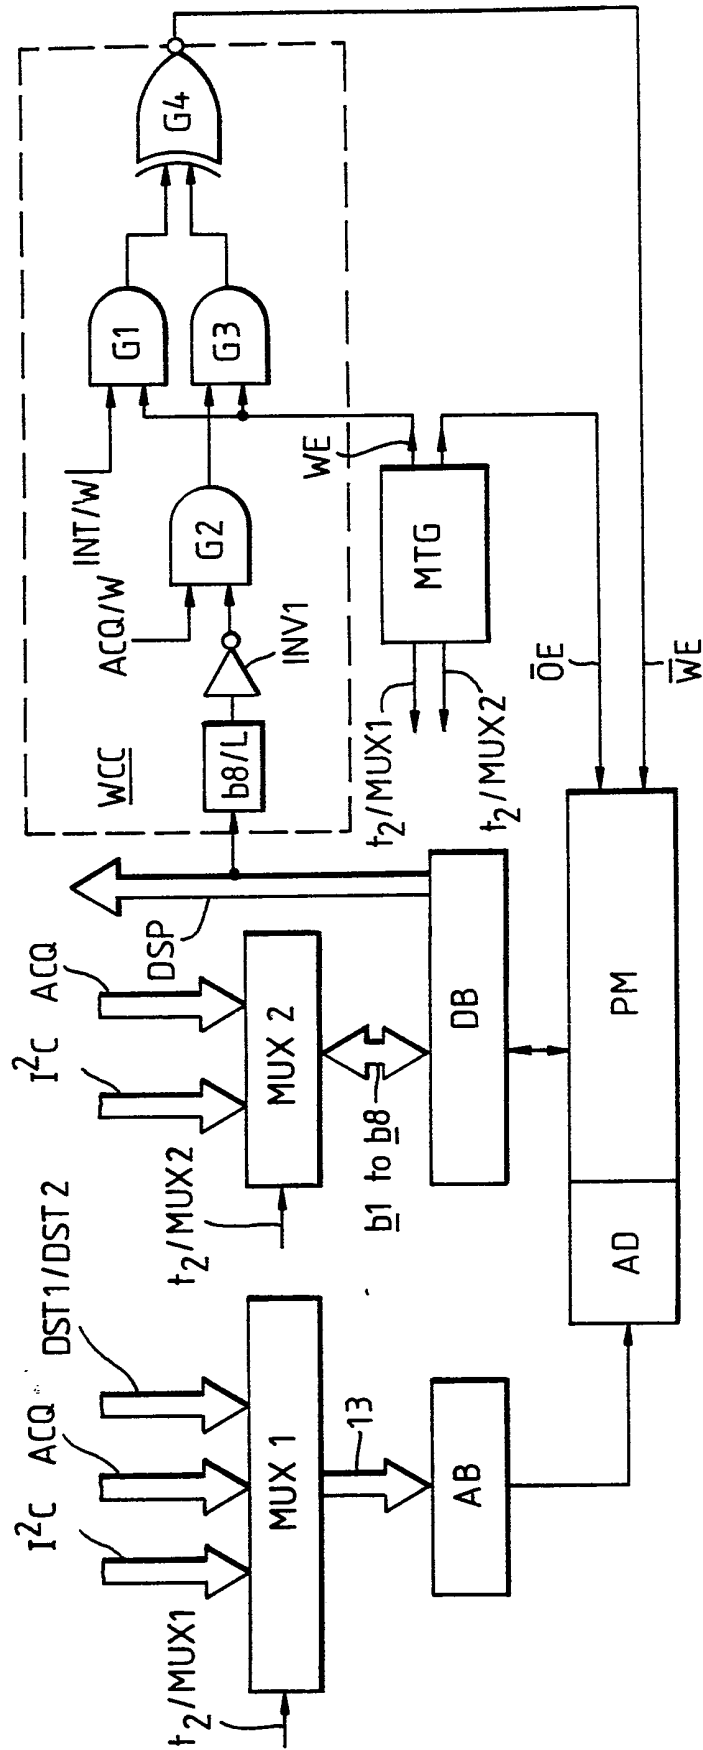 I²C
ACQ
DST1/DST2
t₂/MUX1
MUX 1
13
AB
I²C
ACQ
t₂/MUX2
MUX 2
DSP
b1 to b8
DB
AD
PM
WCC
b8/L
INV1
ACQ/W
INT/W
G2
G1
G3
G4
WE
MTG
t₂/MUX1
t₂/MUX2
O̅E
W̅E